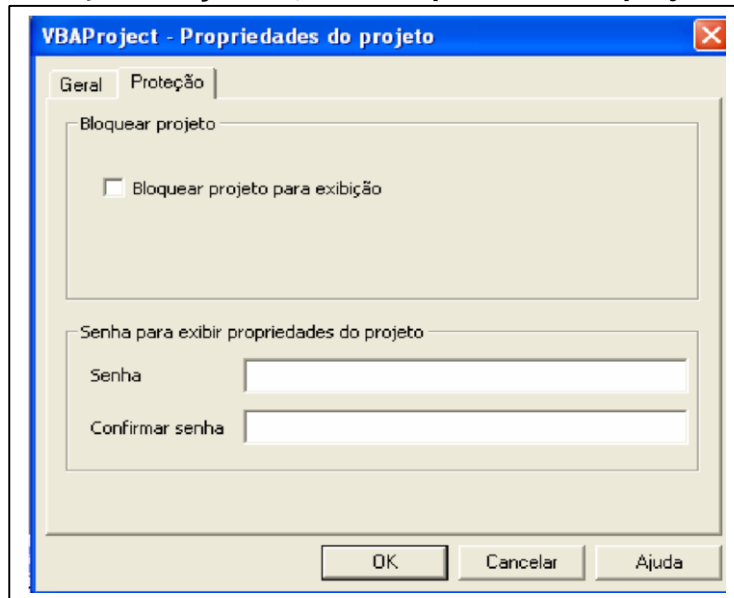 VBAProject - Propriedades do projeto
Geral Proteção
Bloquear projeto
Bloquear projeto para exibição
Senha para exibir propriedades do projeto
Senha
Confirmar senha
OK Cancelar Ajuda